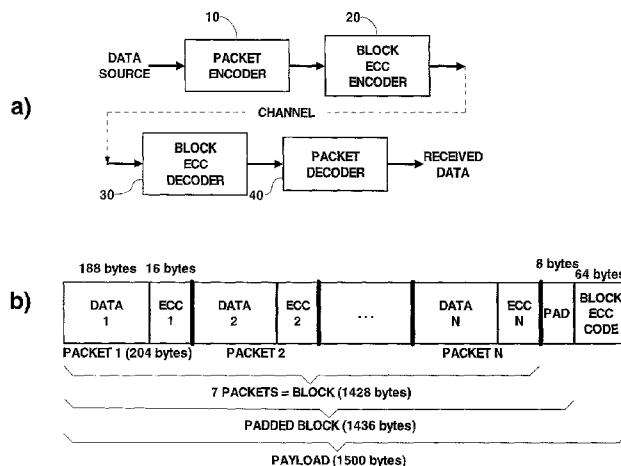 a)
10
20
DATA
SOURCE
PACKET
ENCODER
BLOCK
ECC
ENCODER
CHANNEL
BLOCK
ECC
DECODER
PACKET
DECODER
RECEIVED
DATA
30
40
b)
188 bytes
16 bytes
8 bytes
64 bytes
DATA
1
ECC
1
DATA
2
ECC
2
...
DATA
N
ECC
N
PAD
BLOCK
ECC
CODE
PACKET 1 (204 bytes)
PACKET 2
PACKET N
7 PACKETS = BLOCK (1428 bytes)
PADDED BLOCK (1436 bytes)
PAYLOAD (1500 bytes)